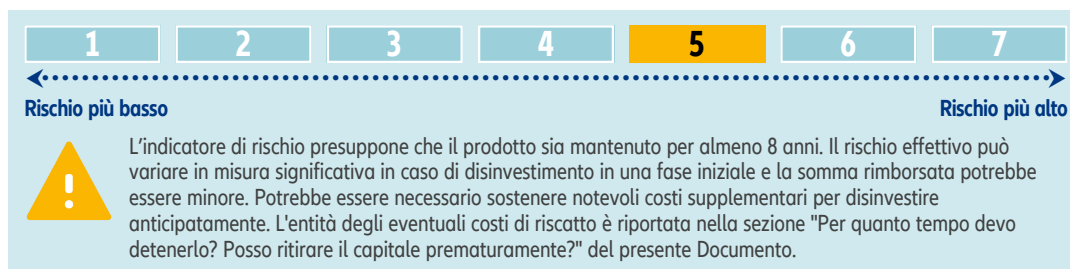 1 2 3 4 5 6 7
Rischio più basso Rischio più alto
L'indicatore di rischio presuppone che il prodotto sia mantenuto per almeno 8 anni. Il rischio effettivo può
variare in misura significativa in caso di disinvestimento in una fase iniziale e la somma rimborsata potrebbe
essere minore. Potrebbe essere necessario sostenere notevoli costi supplementari per disinvestire
anticipatamente. L'entità degli eventuali costi di riscatto è riportata nella sezione "Per quanto tempo devo
detenerlo? Posso ritirare il capitale prematuramente?" del presente Documento.